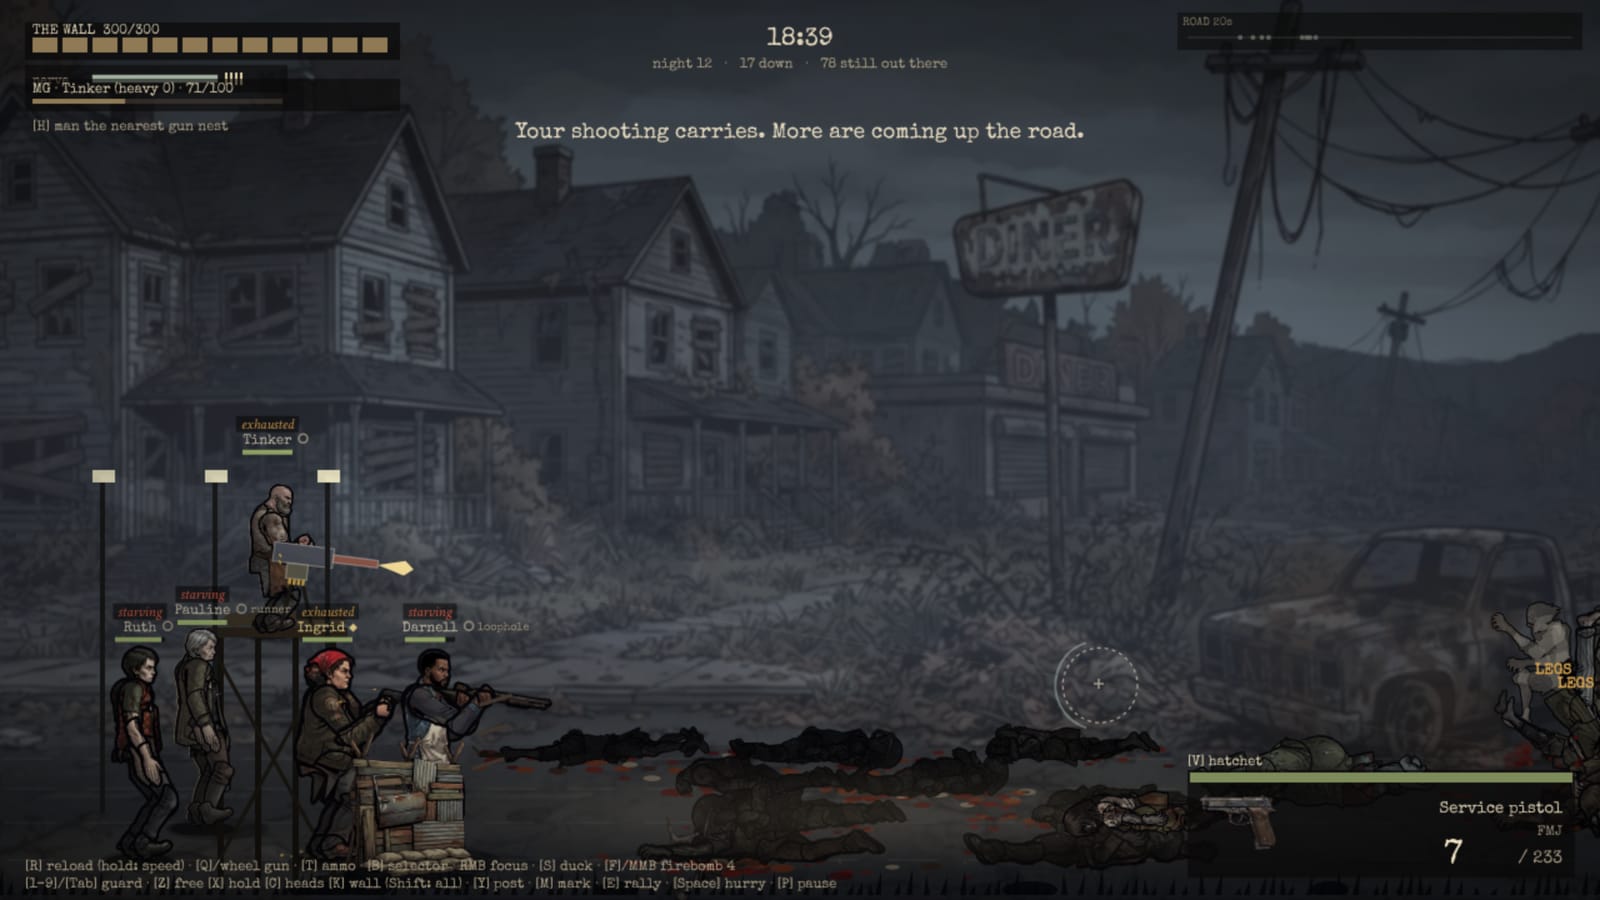 THE WALL 300/300
18:39
ROAD 20s
night 12 · 17 down · 78 still out there
MG · Tinker (heavy 0) · 71/100
[H] man the nearest gun nest
Your shooting carries. More are coming up the road.
DINER
DINER
exhausted
Tinker
starving
Pauline runner
starving
Ruth
exhausted
Ingrid
starving
Darnell loophole
LEGS
LEGS
[V] hatchet
Service pistol
FMJ
7 / 233
[R] reload (hold: speed) · [Q]/wheel gun · [T] ammo · [B] selector · RMB focus · [S] duck · [F]/MMB firebomb 4
[1-9]/[Tab] guard · [Z] free [X] hold [C] heads [K] wall (Shift: all) · [Y] post · [M] mark · [E] rally · [Space] hurry · [P] pause